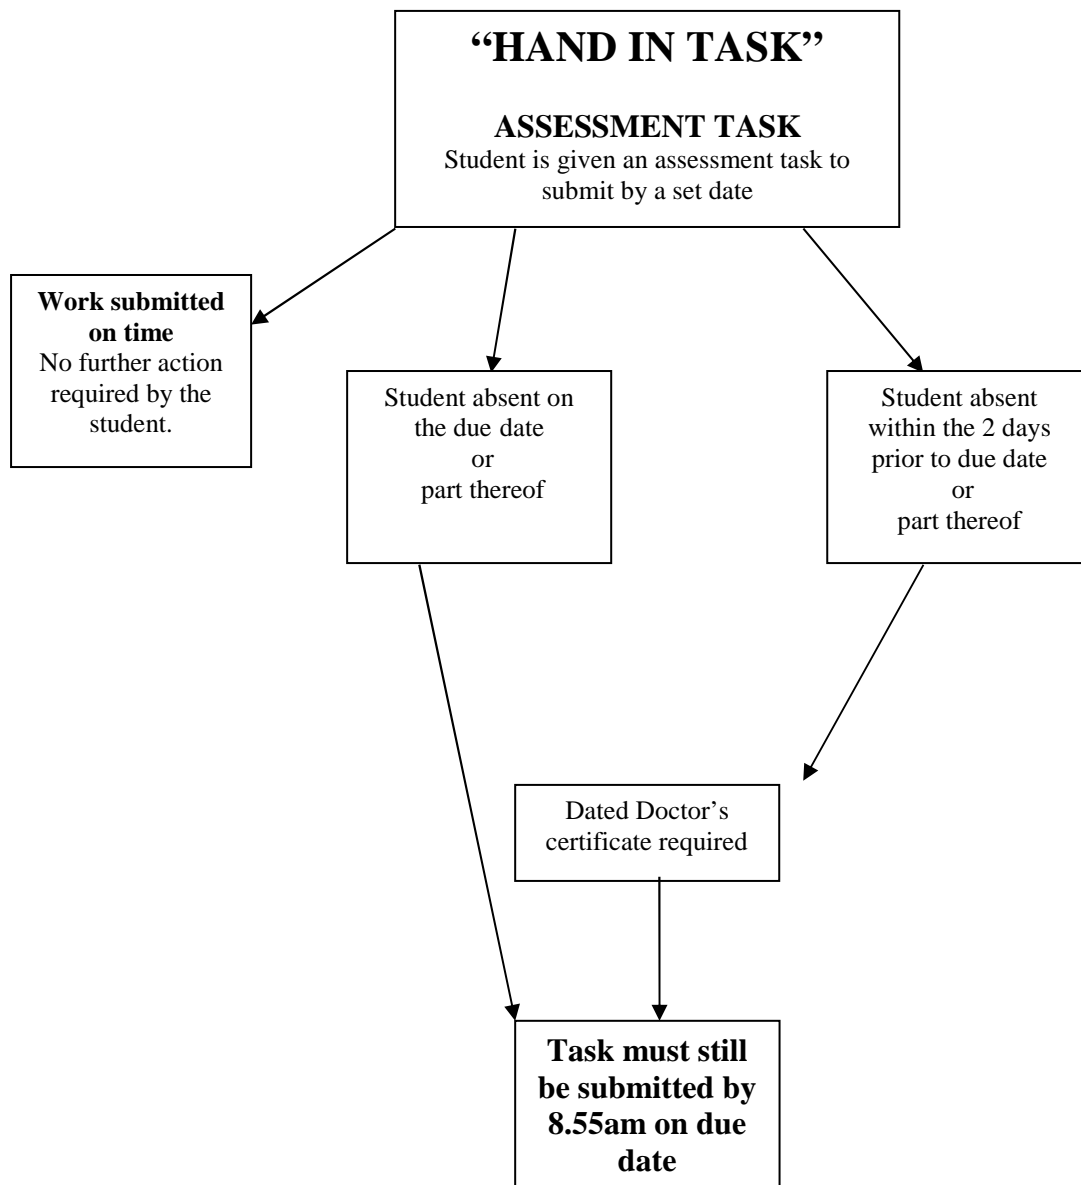 “HAND IN TASK”
ASSESSMENT TASK
Student is given an assessment task to
submit by a set date
Work submitted
on time
No further action
required by the
student.
Student absent on
the due date
or
part thereof
Student absent
within the 2 days
prior to due date
or
part thereof
Dated Doctor’s
certificate required
Task must still
be submitted by
8.55am on due
date